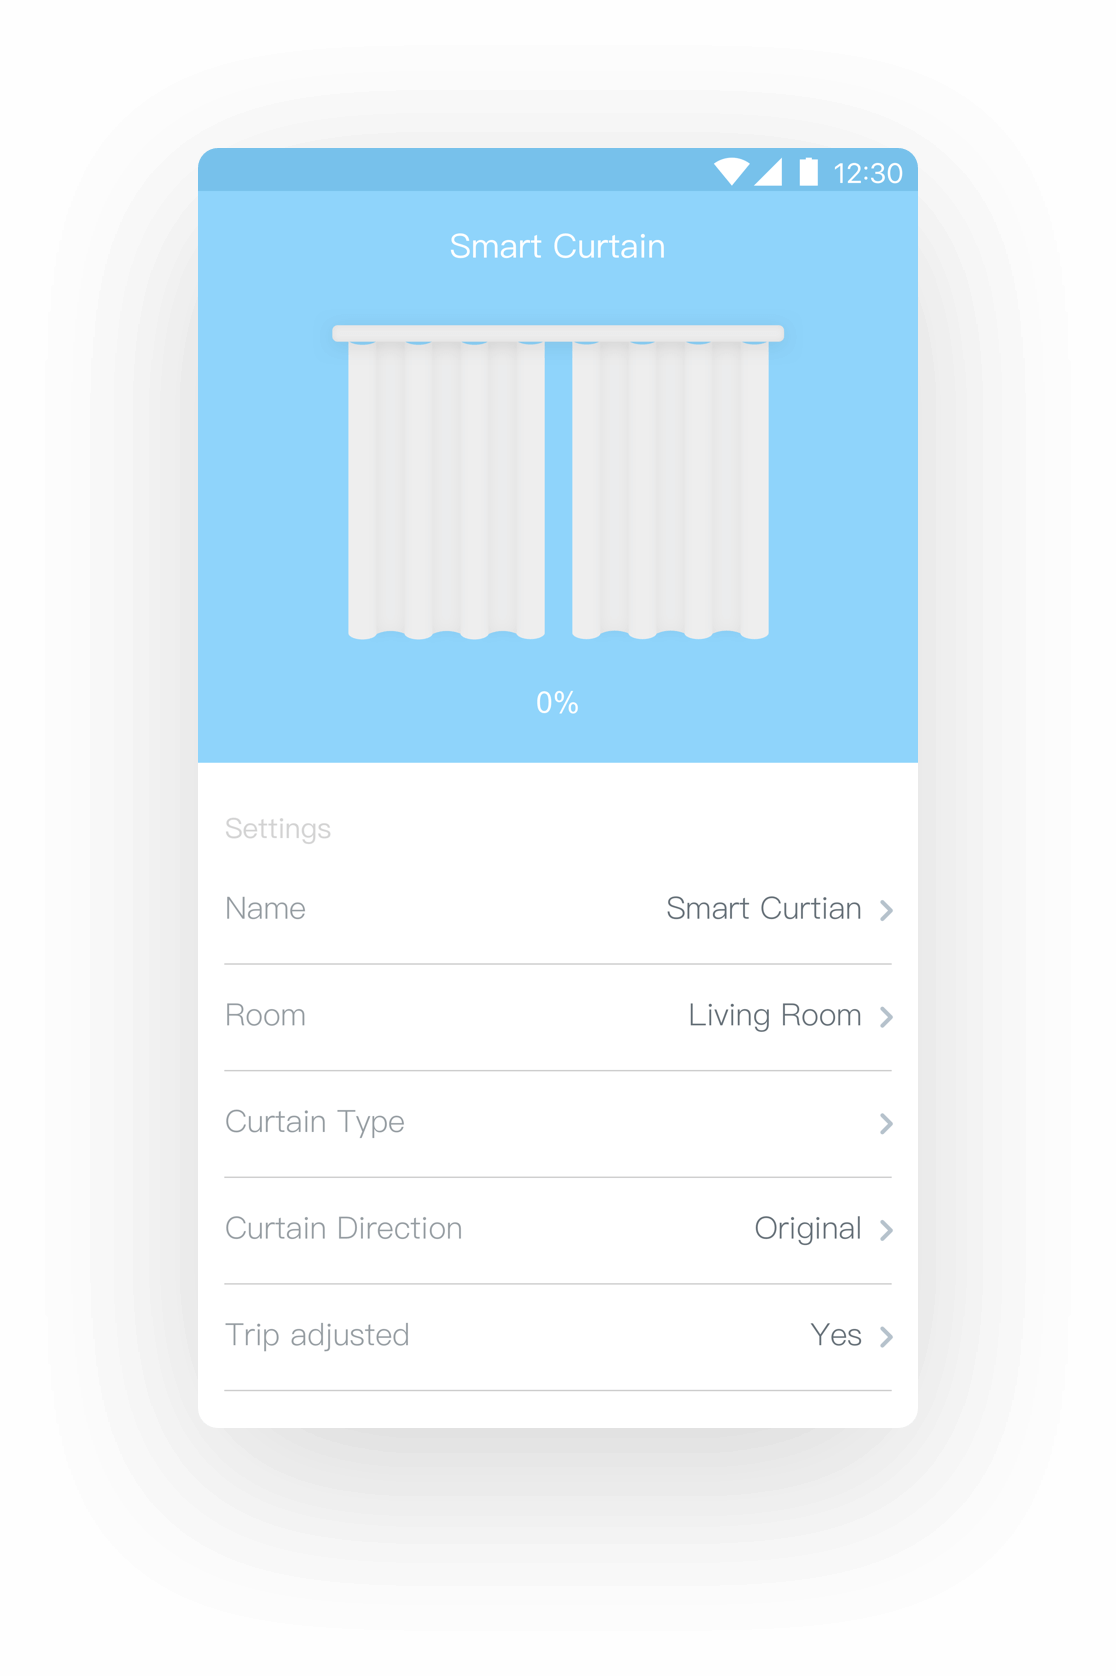 12:30
Smart Curtain
0%
Settings
Name Smart Curtian
Room Living Room
Curtain Type
Curtain Direction Original
Trip adjusted Yes